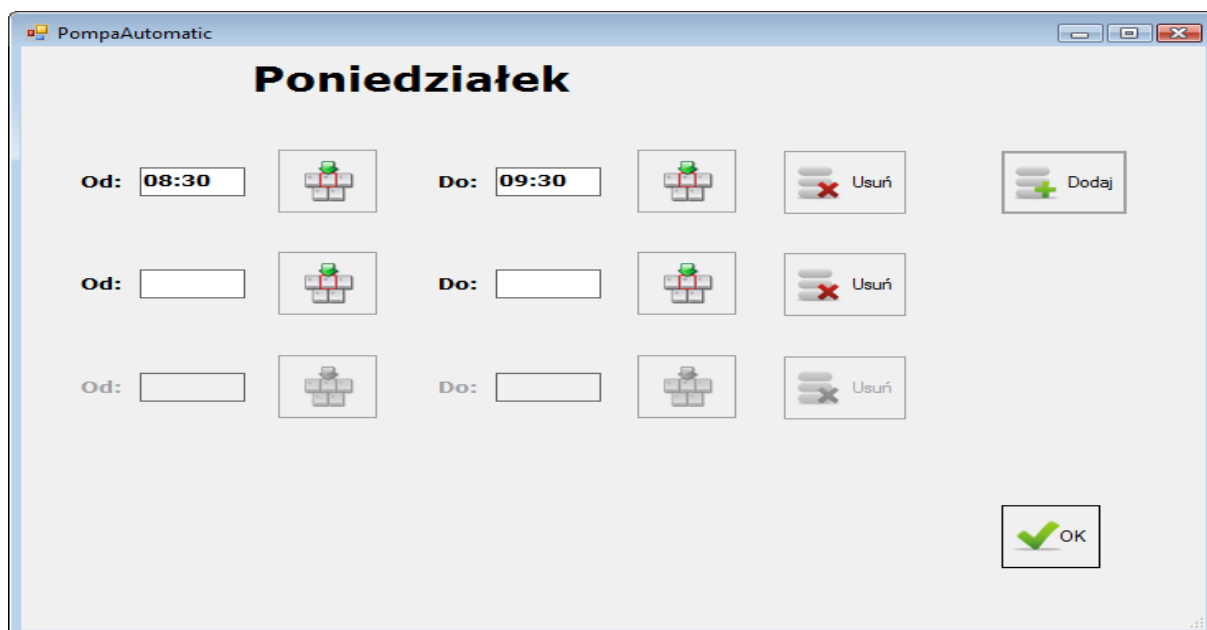 PompaAutomatic
Poniedziałek
Od: 08:30 Do: 09:30 Usuń Dodaj
Od: Do: Usuń
Od: Do: Usuń
OK